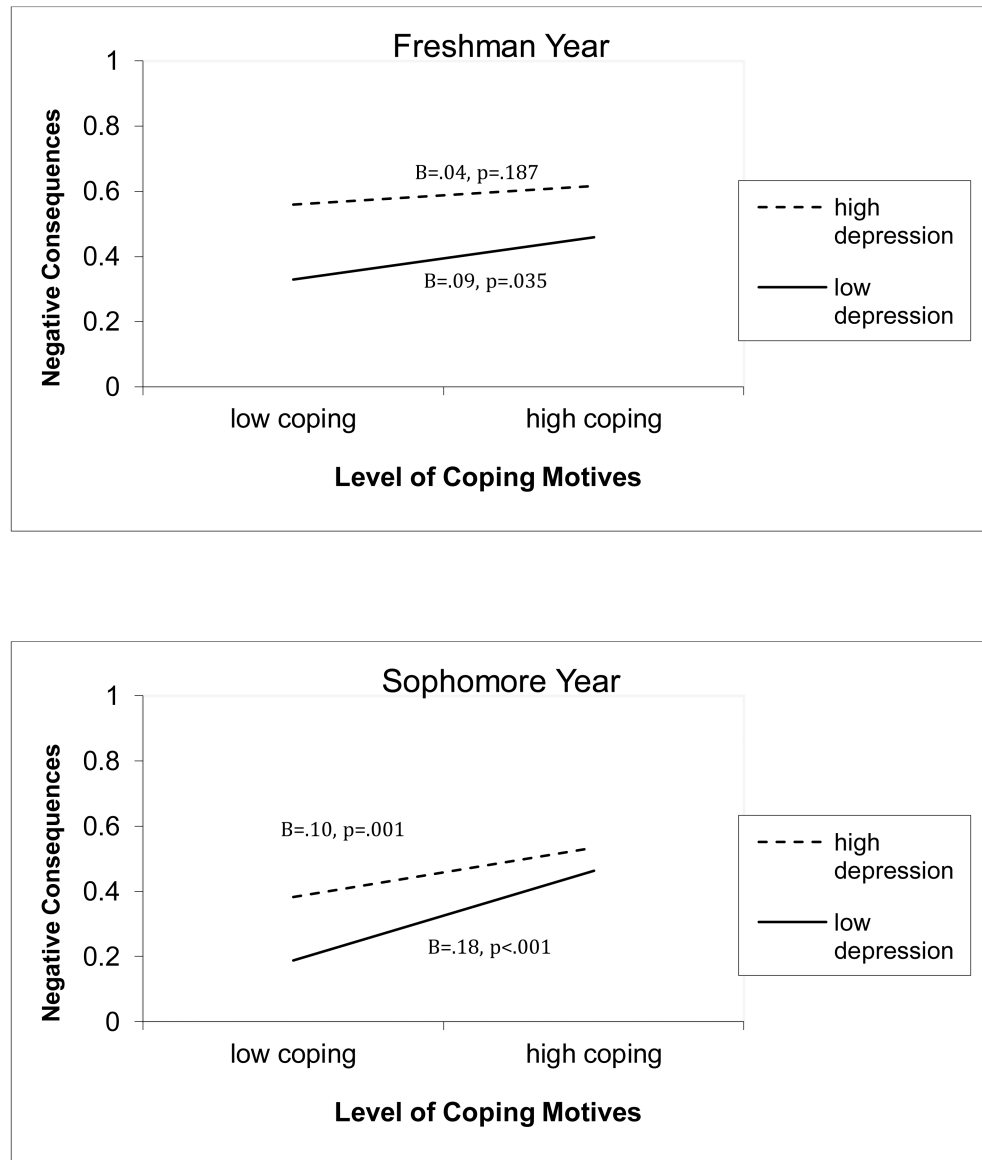 Freshman Year
1
0.8
0.6
0.4
0.2
0
Negative Consequences
B=.04, p=.187
B=.09, p=.035
low coping
high coping
Level of Coping Motives
high
depression
low
depression
Sophomore Year
1
0.8
0.6
0.4
0.2
0
Negative Consequences
B=.10, p=.001
B=.18, p<.001
low coping
high coping
Level of Coping Motives
high
depression
low
depression